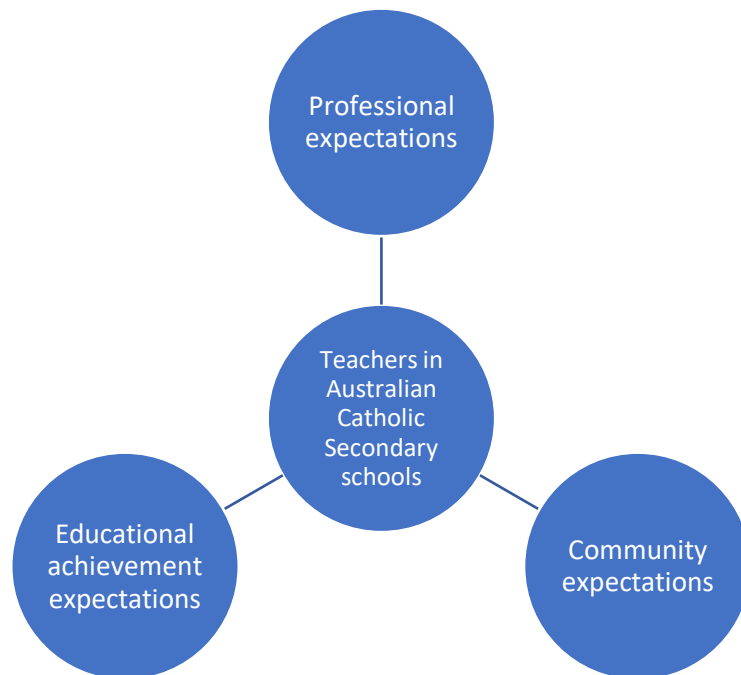 Professional
expectations
Teachers in
Australian
Catholic
Secondary
schools
Educational
achievement
expectations
Community
expectations